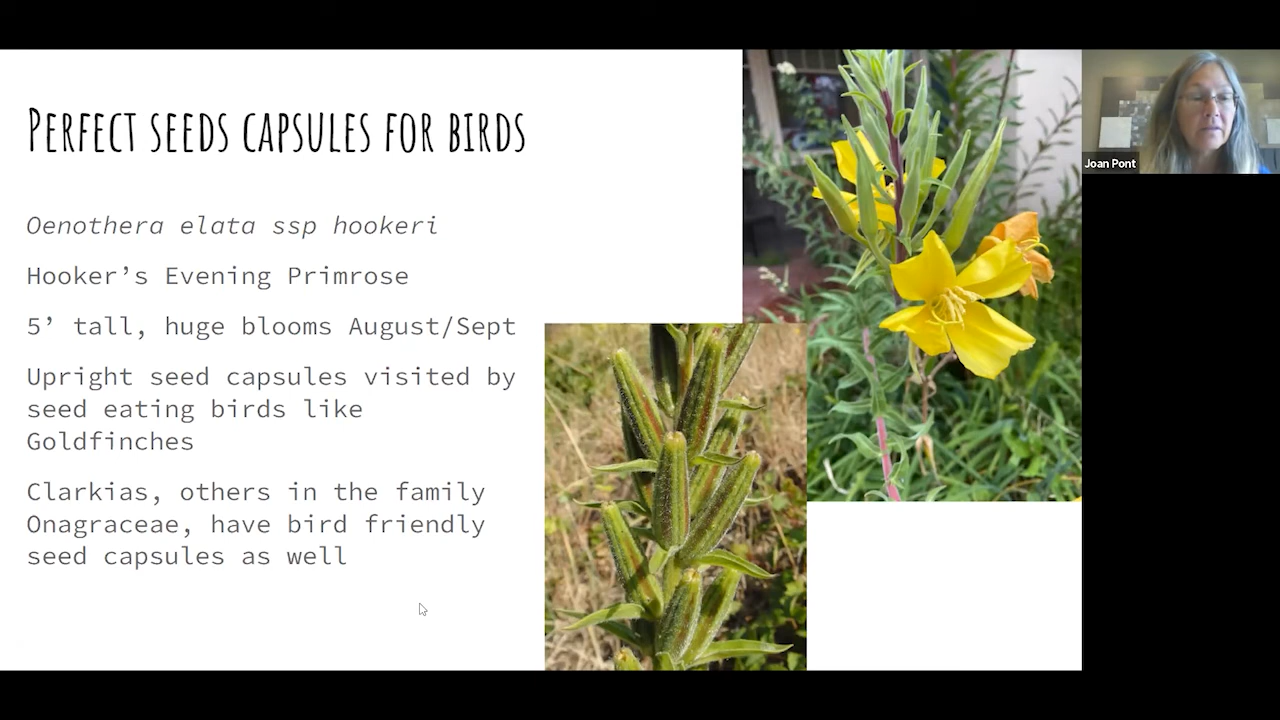 Perfect seeds capsules for birds
Oenothera elata ssp hookeri
Hooker’s Evening Primrose
5’ tall, huge blooms August/Sept
Upright seed capsules visited by
seed eating birds like
Goldfinches
Clarkias, others in the family
Onagraceae, have bird friendly
seed capsules as well
Joan Pont